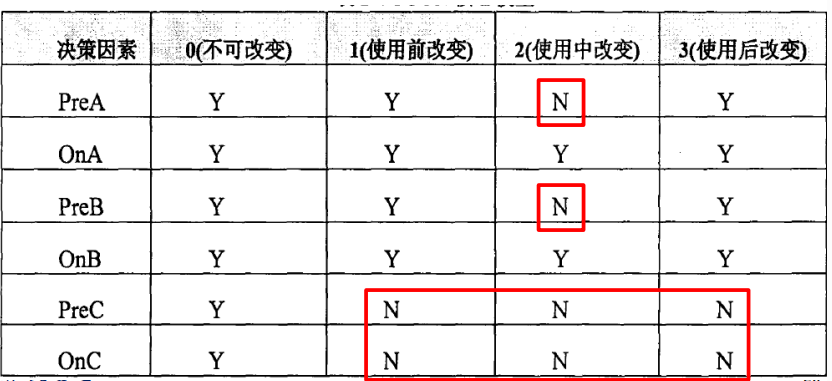 决策因素 0(不可改变) 1(使用前改变) 2(使用中改变) 3(使用后改变)
PreA Y Y N Y
OnA Y Y Y Y
PreB Y Y N Y
OnB Y Y Y Y
PreC Y N N N
OnC Y N N N